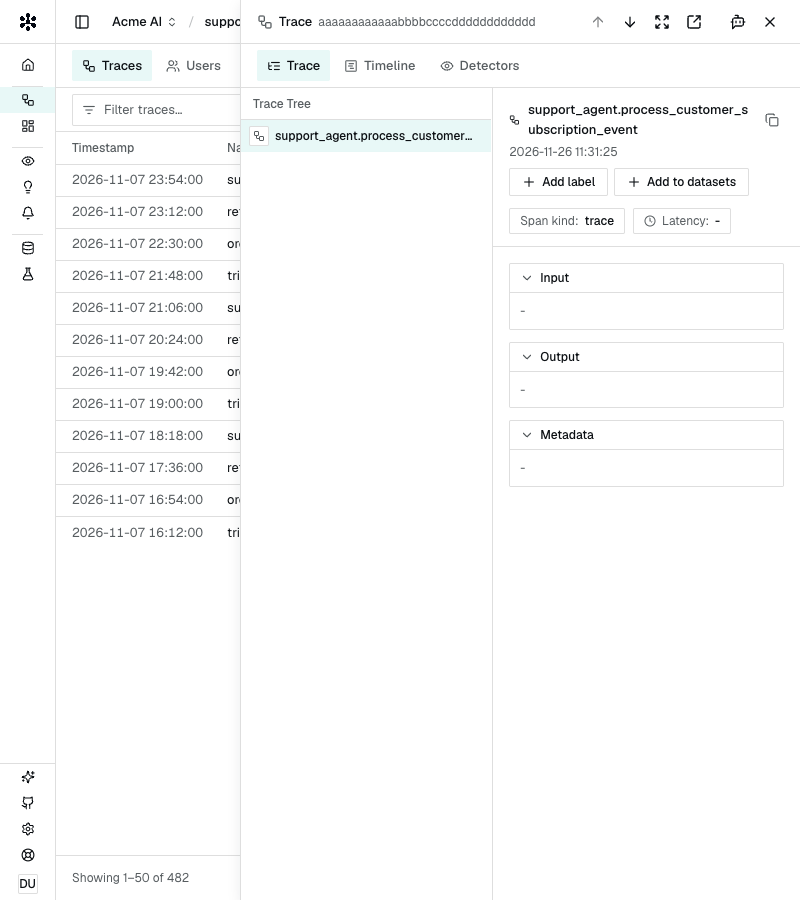 Acme AI
/
suppo
Trace aaaaaaaaaaaabbbbccccdddddddddddd
Traces
Users
Trace
Timeline
Detectors
Filter traces...
Timestamp
Na
2026-11-07 23:54:00 su
2026-11-07 23:12:00 ret
2026-11-07 22:30:00 ord
2026-11-07 21:48:00 tri
2026-11-07 21:06:00 su
2026-11-07 20:24:00 ret
2026-11-07 19:42:00 ord
2026-11-07 19:00:00 tri
2026-11-07 18:18:00 su
2026-11-07 17:36:00 ret
2026-11-07 16:54:00 ord
2026-11-07 16:12:00 tri
Showing 1–50 of 482
DU
Trace Tree
support_agent.process_customer...
support_agent.process_customer_s
ubscription_event
2026-11-26 11:31:25
Add label
Add to datasets
Span kind: trace
Latency: -
Input
-
Output
-
Metadata
-